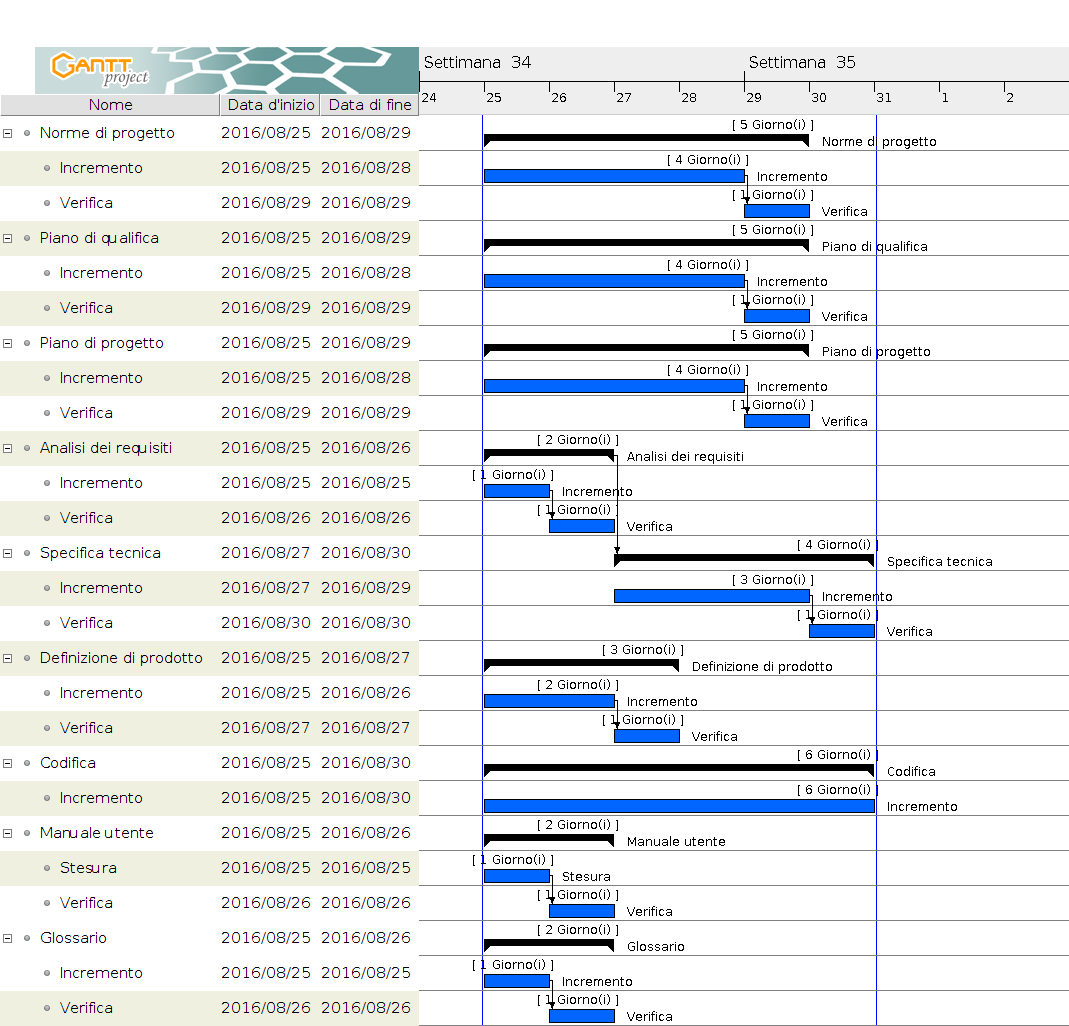 GANTT project
Settimana 34 Settimana 35
Nome Data d'inizio Data di fine 24 25 26 27 28 29 30 31 1 2
Norme di progetto 2016/08/25 2016/08/29 [ 5 Giorno(i) ] Norme di progetto
Incremento 2016/08/25 2016/08/28 [ 4 Giorno(i) ] Incremento
Verifica 2016/08/29 2016/08/29 [ 1 Giorno(i) ] Verifica
Piano di qualifica 2016/08/25 2016/08/29 [ 5 Giorno(i) ] Piano di qualifica
Incremento 2016/08/25 2016/08/28 [ 4 Giorno(i) ] Incremento
Verifica 2016/08/29 2016/08/29 [ 1 Giorno(i) ] Verifica
Piano di progetto 2016/08/25 2016/08/29 [ 5 Giorno(i) ] Piano di progetto
Incremento 2016/08/25 2016/08/28 [ 4 Giorno(i) ] Incremento
Verifica 2016/08/29 2016/08/29 [ 1 Giorno(i) ] Verifica
Analisi dei requisiti 2016/08/25 2016/08/26 [ 2 Giorno(i) ] Analisi dei requisiti
Incremento 2016/08/25 2016/08/25 [ 1 Giorno(i) ] Incremento
Verifica 2016/08/26 2016/08/26 [ 1 Giorno(i) ] Verifica
Specifica tecnica 2016/08/27 2016/08/30 [ 4 Giorno(i) ] Specifica tecnica
Incremento 2016/08/27 2016/08/29 [ 3 Giorno(i) ] Incremento
Verifica 2016/08/30 2016/08/30 [ 1 Giorno(i) ] Verifica
Definizione di prodotto 2016/08/25 2016/08/27 [ 3 Giorno(i) ] Definizione di prodotto
Incremento 2016/08/25 2016/08/26 [ 2 Giorno(i) ] Incremento
Verifica 2016/08/27 2016/08/27 [ 1 Giorno(i) ] Verifica
Codifica 2016/08/25 2016/08/30 [ 6 Giorno(i) ] Codifica
Incremento 2016/08/25 2016/08/30 [ 6 Giorno(i) ] Incremento
Manuale utente 2016/08/25 2016/08/26 [ 2 Giorno(i) ] Manuale utente
Stesura 2016/08/25 2016/08/25 [ 1 Giorno(i) ] Stesura
Verifica 2016/08/26 2016/08/26 [ 1 Giorno(i) ] Verifica
Glossario 2016/08/25 2016/08/26 [ 2 Giorno(i) ] Glossario
Incremento 2016/08/25 2016/08/25 [ 1 Giorno(i) ] Incremento
Verifica 2016/08/26 2016/08/26 [ 1 Giorno(i) ] Verifica